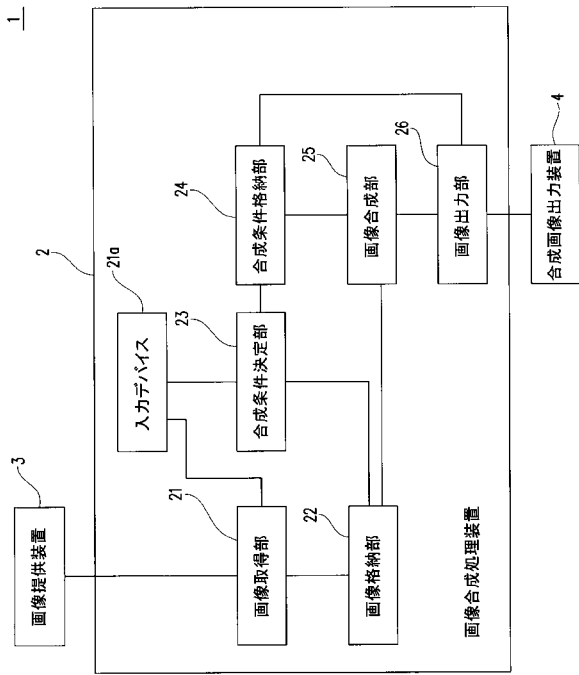 1
2
3
画像提供装置
21a
入力デバイス
21
画像取得部
23
合成条件決定部
24
合成条件格納部
22
画像格納部
25
画像合成部
26
画像出力部
画像合成処理装置
4
合成画像出力装置